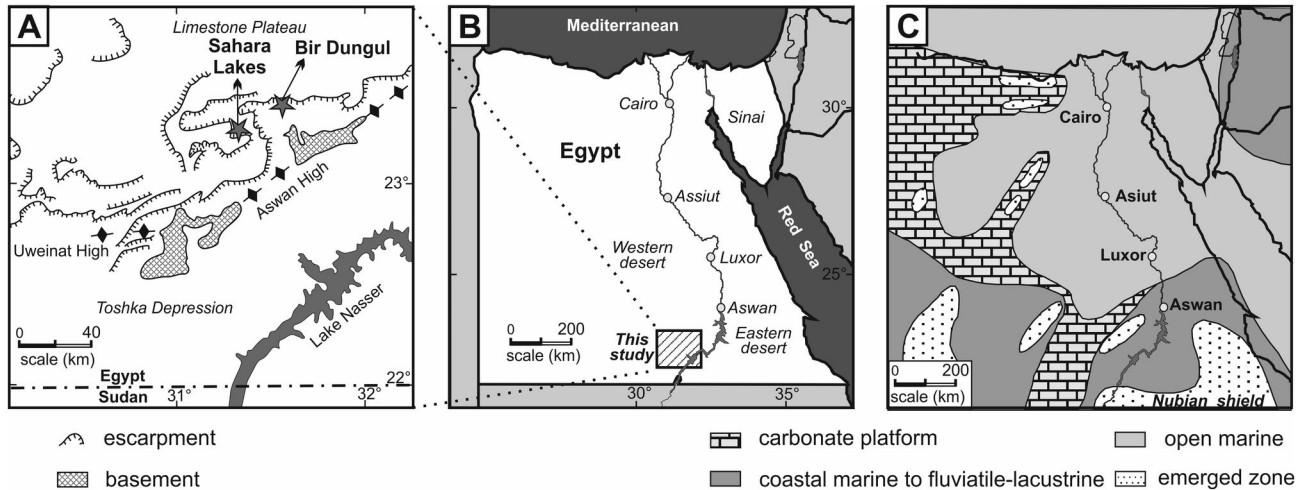 A
Limestone Plateau
Sahara
Lakes
Bir Dungul
23°
Aswan High
Uweinat High
Toshka Depression
Lake Nasser
0 40
scale (km)
Egypt
Sudan
22°
31°
32°
B
Mediterranean
Cairo
Sinai
30°
Egypt
Assiut
Western
desert
Luxor
Red Sea
25°
Aswan
0 200
scale (km)
This
study
Eastern
desert
30
35°
C
Cairo
Asiut
Luxor
Aswan
0 200
scale (km)
Nubian shield
escarpment
basement
carbonate platform
coastal marine to fluviatile-lacustrine
open marine
emerged zone